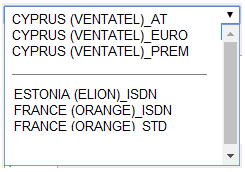 CYPRUS (VENTATEL)_AT
CYPRUS (VENTATEL)_EURO
CYPRUS (VENTATEL)_PREM
ESTONIA (ELION)_ISDN
FRANCE (ORANGE)_ISDN
FRANCE (ORANGE)_STD